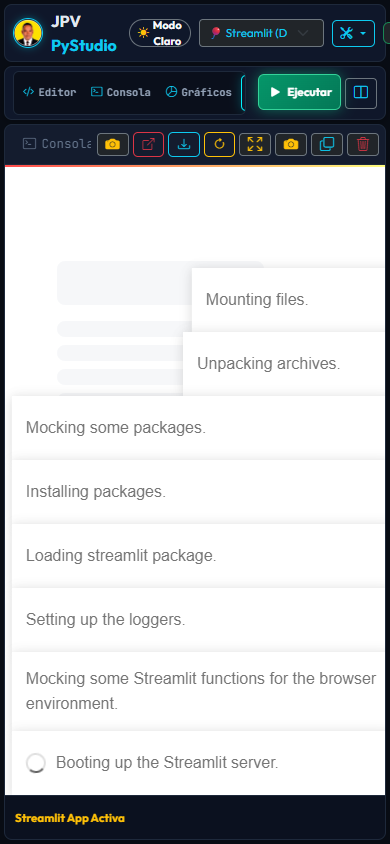 JPV
PyStudio
Modo
Claro
Streamlit (D
Editor
Consola
Gráficos
Ejecutar
Consola
Mounting files.
Unpacking archives.
Mocking some packages.
Installing packages.
Loading streamlit package.
Setting up the loggers.
Mocking some Streamlit functions for the browser
environment.
Booting up the Streamlit server.
Streamlit App Activa